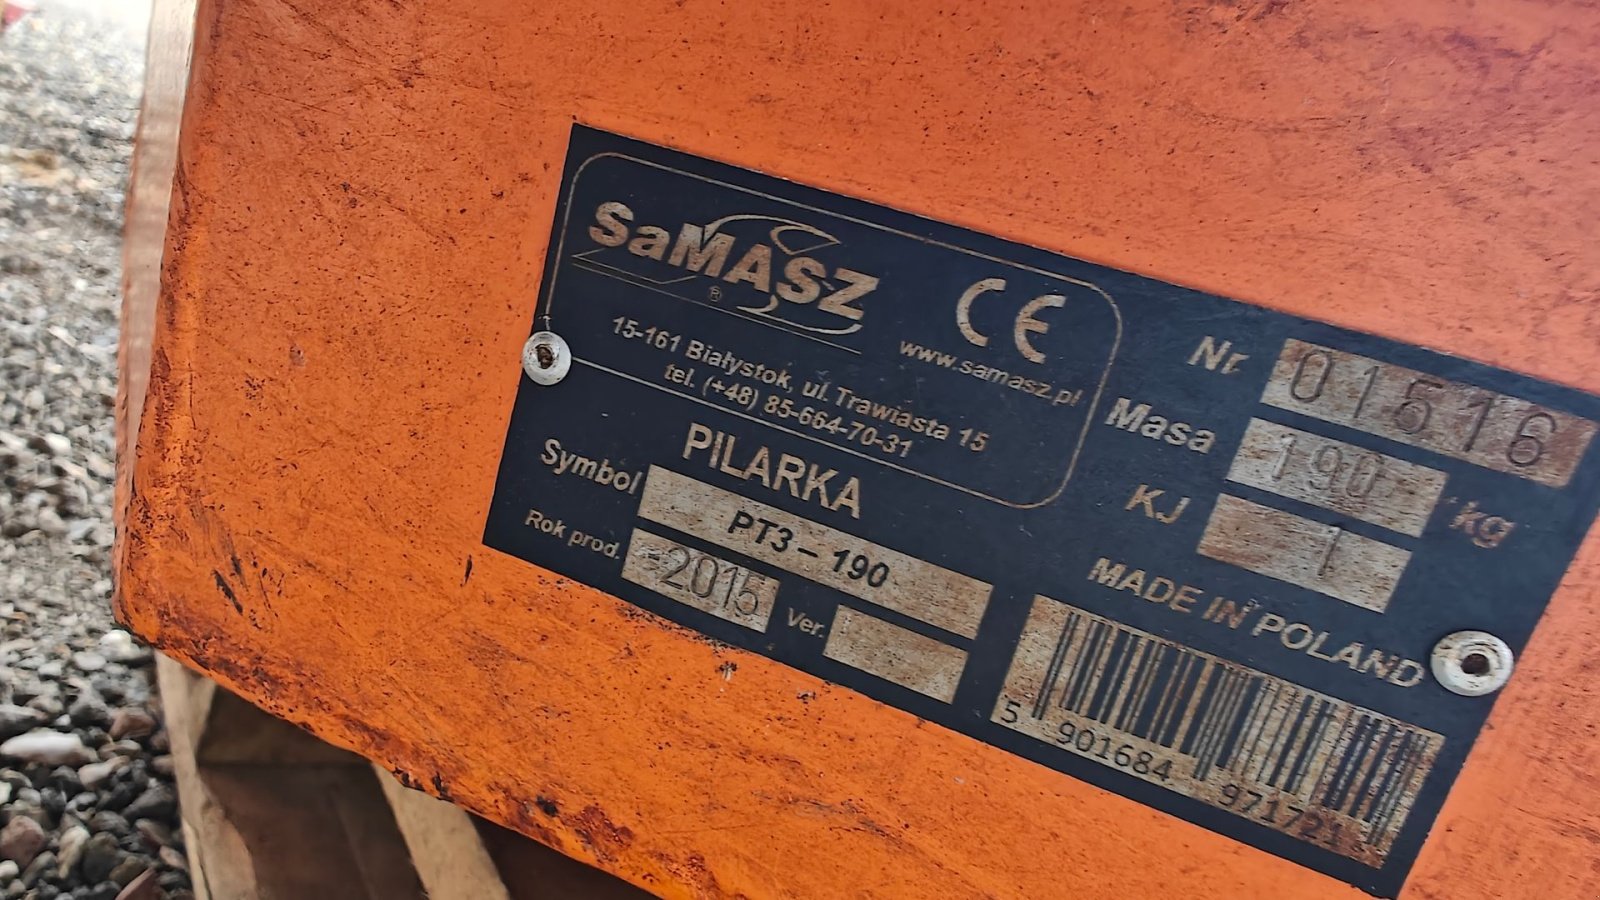 SaMASZ
®
CE
www.samasz.pl
15-161 Białystok, ul. Trawiasta 15
tel. (+48) 85-664-70-31
PILARKA
Symbol PT3 – 190
Rok prod. 2015 Ver.
Nr 01516
Masa 190 kg
KJ 1
MADE IN POLAND
5 901684 971721